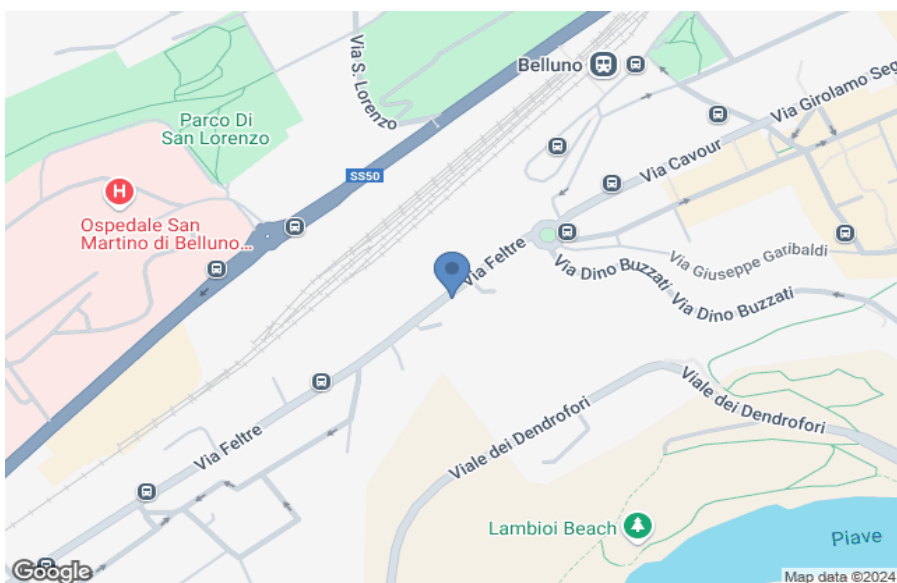 Belluno
Via Girolamo Seg
Via S. Lorenzo
Parco Di
San Lorenzo
Via Cavour
SS50
H
Ospedale San
Martino di Belluno...
Via Feltre
Via Giuseppe Garibaldi
Via Dino Buzzati
Via Dino Buzzati
Viale dei Dendrofori
Via Feltre
Viale dei Dendrofori
Lambioi Beach
Piave
Google
Map data ©2024